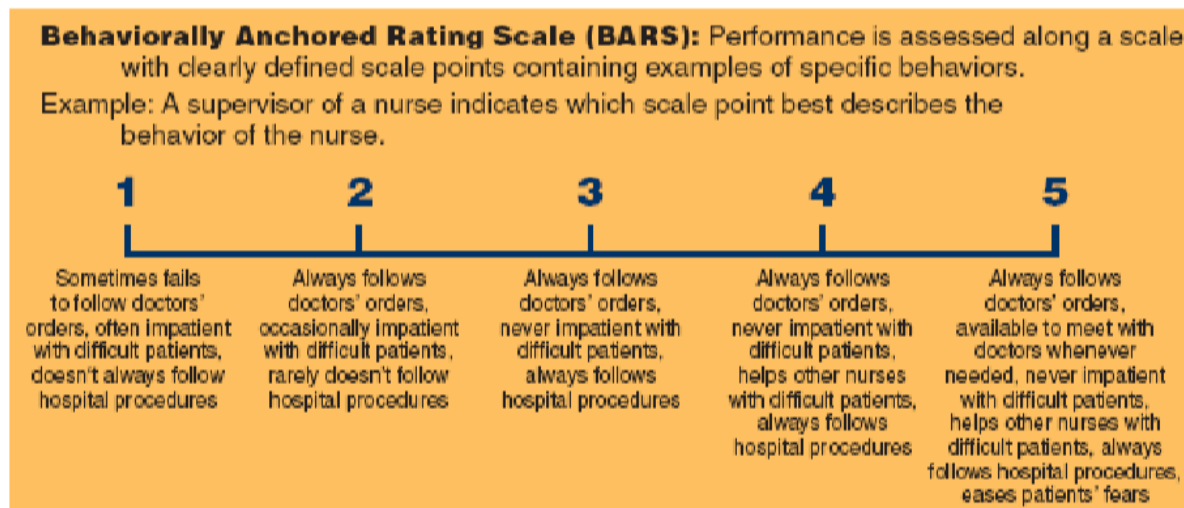 Behaviorally Anchored Rating Scale (BARS): Performance is assessed along a scale
with clearly defined scale points containing examples of specific behaviors.
Example: A supervisor of a nurse indicates which scale point best describes the
behavior of the nurse.
1
2
3
4
5
Sometimes fails
to follow doctors'
orders, often impatient
with difficult patients,
doesn't always follow
hospital procedures
Always follows
doctors' orders,
occasionally impatient
with difficult patients,
rarely doesn't follow
hospital procedures
Always follows
doctors' orders,
never impatient with
difficult patients,
always follows
hospital procedures
Always follows
doctors' orders,
never impatient with
difficult patients,
helps other nurses
with difficult patients,
always follows
hospital procedures
Always follows
doctors' orders,
available to meet with
doctors whenever
needed, never impatient
with difficult patients,
helps other nurses with
difficult patients, always
follows hospital procedures,
eases patients' fears